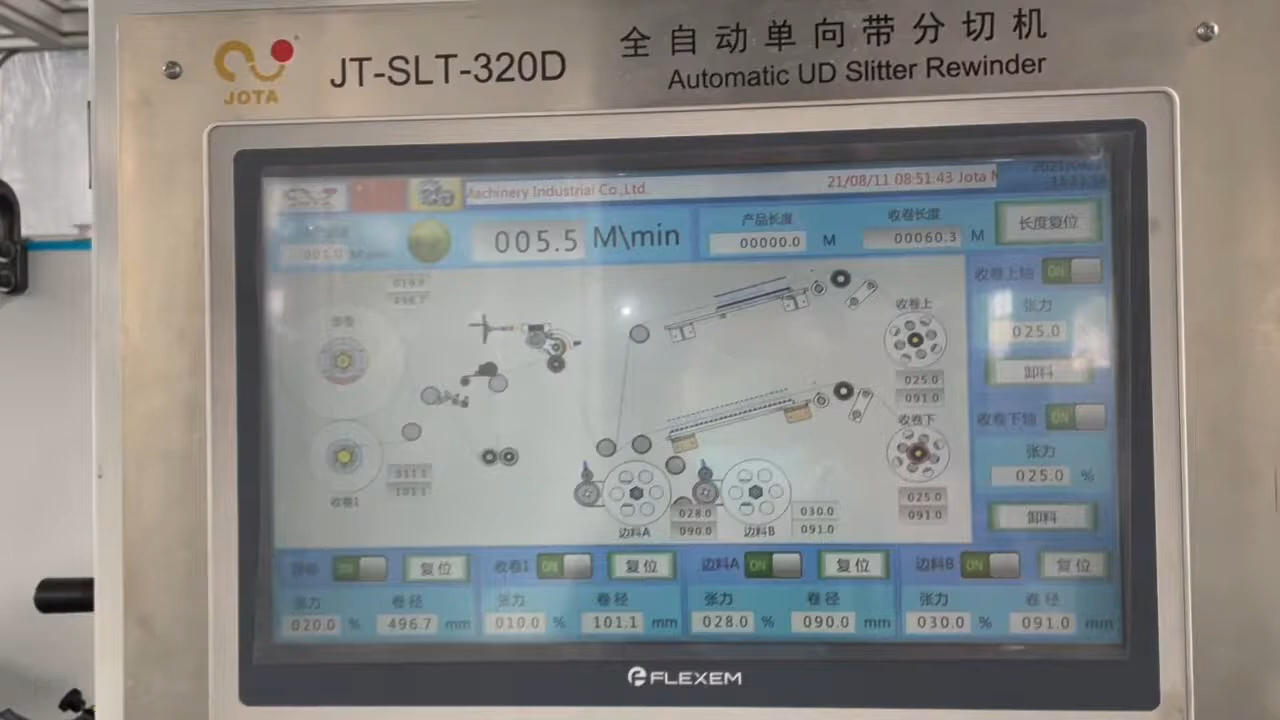 JOTA
JT-SLT-320D
全自动单向带分切机
Automatic UD Slitter Rewinder
Machinery Industrial Co.,Ltd.
21/08/11 08:51:43 Jota
005.5 M\min
产品长度
00000.0 M
收卷长度
00060.3 M
长度复位
收卷上轴 ON
张力
025.0
卸料
收卷下轴 ON
张力
025.0 %
卸料
496.7
收卷上
025.0
091.0
收卷下
025.0
091.0
收卷1
101.1
边料A
028.0
090.0
边料B
030.0
091.0
ON 复位
张力 卷径
020.0 % 496.7 mm
收卷1 ON 复位
张力 卷径
010.0 % 101.1 mm
边料A ON 复位
张力 卷径
028.0 % 090.0 mm
边料B ON 复位
张力 卷径
030.0 % 091.0 mm
FLEXEM